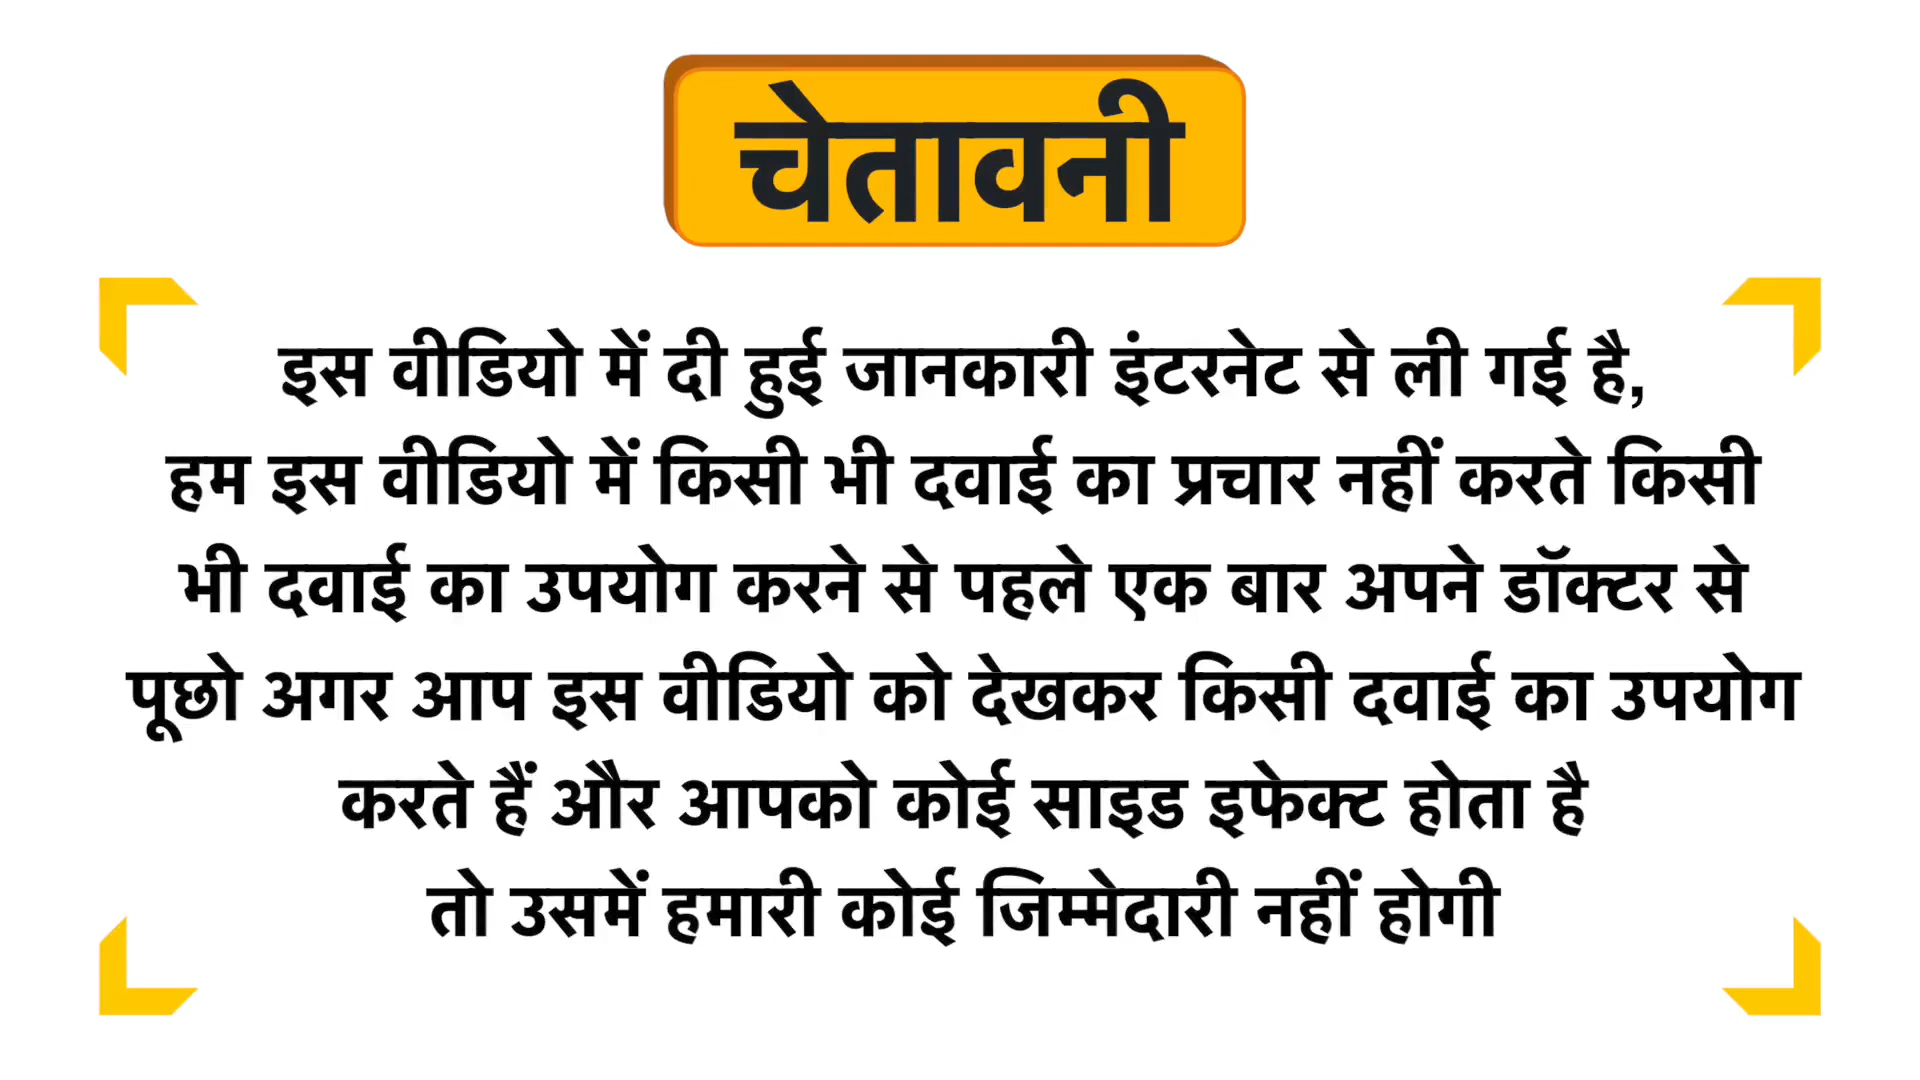 चेतावनी
इस वीडियो में दी हुई जानकारी इंटरनेट से ली गई है,
हम इस वीडियो में किसी भी दवाई का प्रचार नहीं करते किसी
भी दवाई का उपयोग करने से पहले एक बार अपने डॉक्टर से
पूछो अगर आप इस वीडियो को देखकर किसी दवाई का उपयोग
करते हैं और आपको कोई साइड इफेक्ट होता है
तो उसमें हमारी कोई जिम्मेदारी नहीं होगी